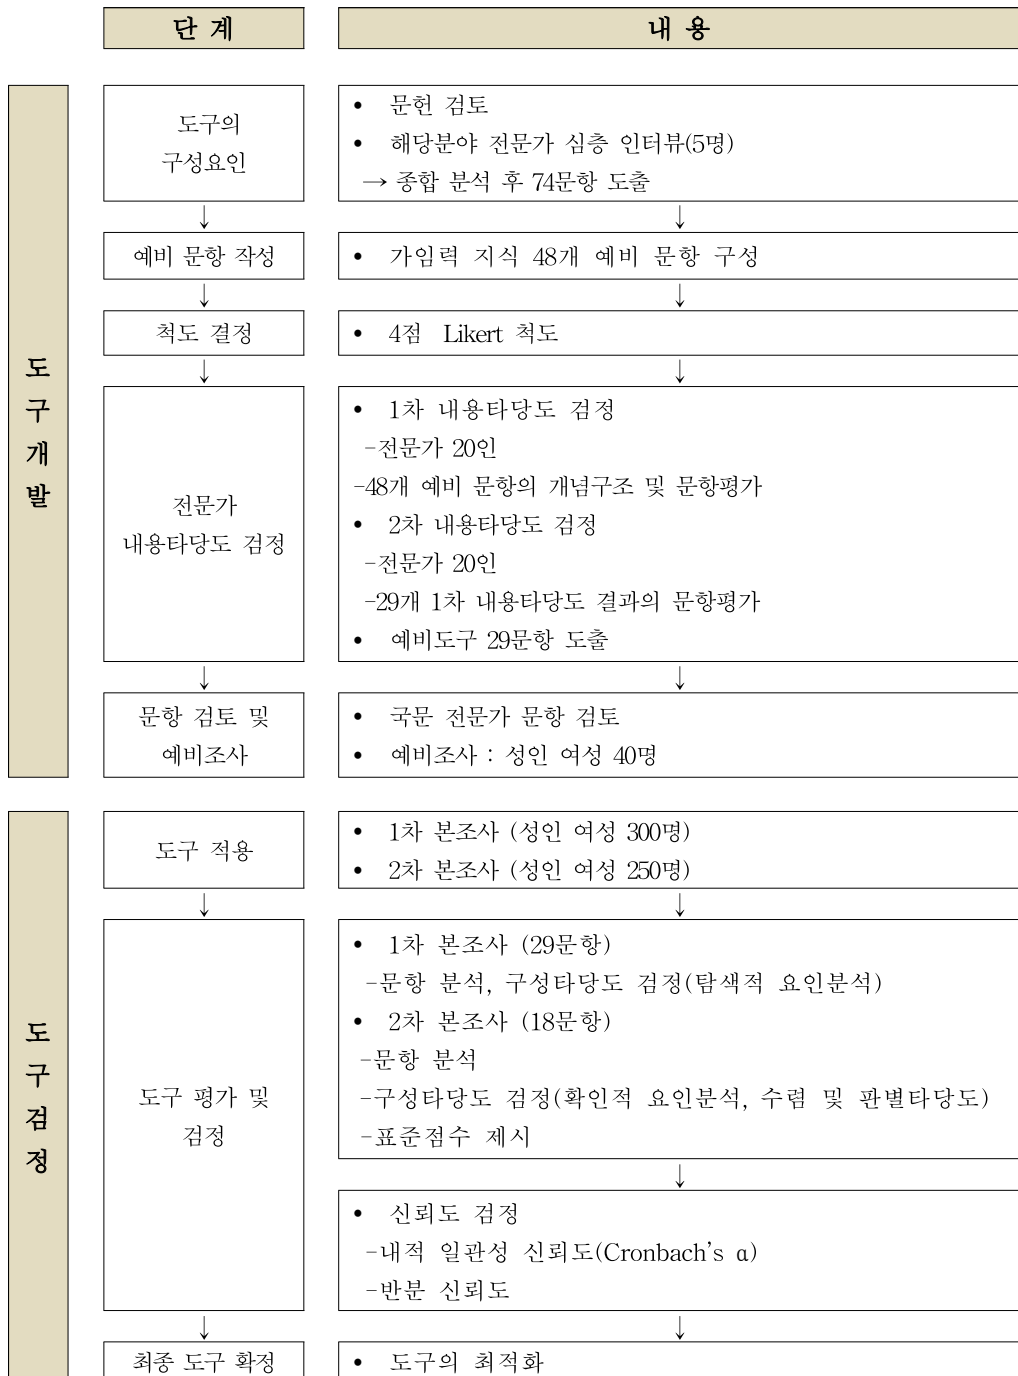 단 계
내 용
도구개발
도구의
구성요인
• 문헌 검토
• 해당분야 전문가 심층 인터뷰(5명)
→ 종합 분석 후 74문항 도출
↓ ↓
예비 문항 작성
• 가임력 지식 48개 예비 문항 구성
↓ ↓
척도 결정
• 4점 Likert 척도
↓ ↓
전문가
내용타당도 검정
• 1차 내용타당도 검정
-전문가 20인
-48개 예비 문항의 개념구조 및 문항평가
• 2차 내용타당도 검정
-전문가 20인
-29개 1차 내용타당도 결과의 문항평가
• 예비도구 29문항 도출
↓ ↓
문항 검토 및
예비조사
• 국문 전문가 문항 검토
• 예비조사 : 성인 여성 40명
도구검정
도구 적용
• 1차 본조사 (성인 여성 300명)
• 2차 본조사 (성인 여성 250명)
↓ ↓
도구 평가 및
검정
• 1차 본조사 (29문항)
-문항 분석, 구성타당도 검정(탐색적 요인분석)
• 2차 본조사 (18문항)
-문항 분석
-구성타당도 검정(확인적 요인분석, 수렴 및 판별타당도)
-표준점수 제시
↓
• 신뢰도 검정
-내적 일관성 신뢰도(Cronbach's α)
-반분 신뢰도
↓ ↓
최종 도구 확정
• 도구의 최적화